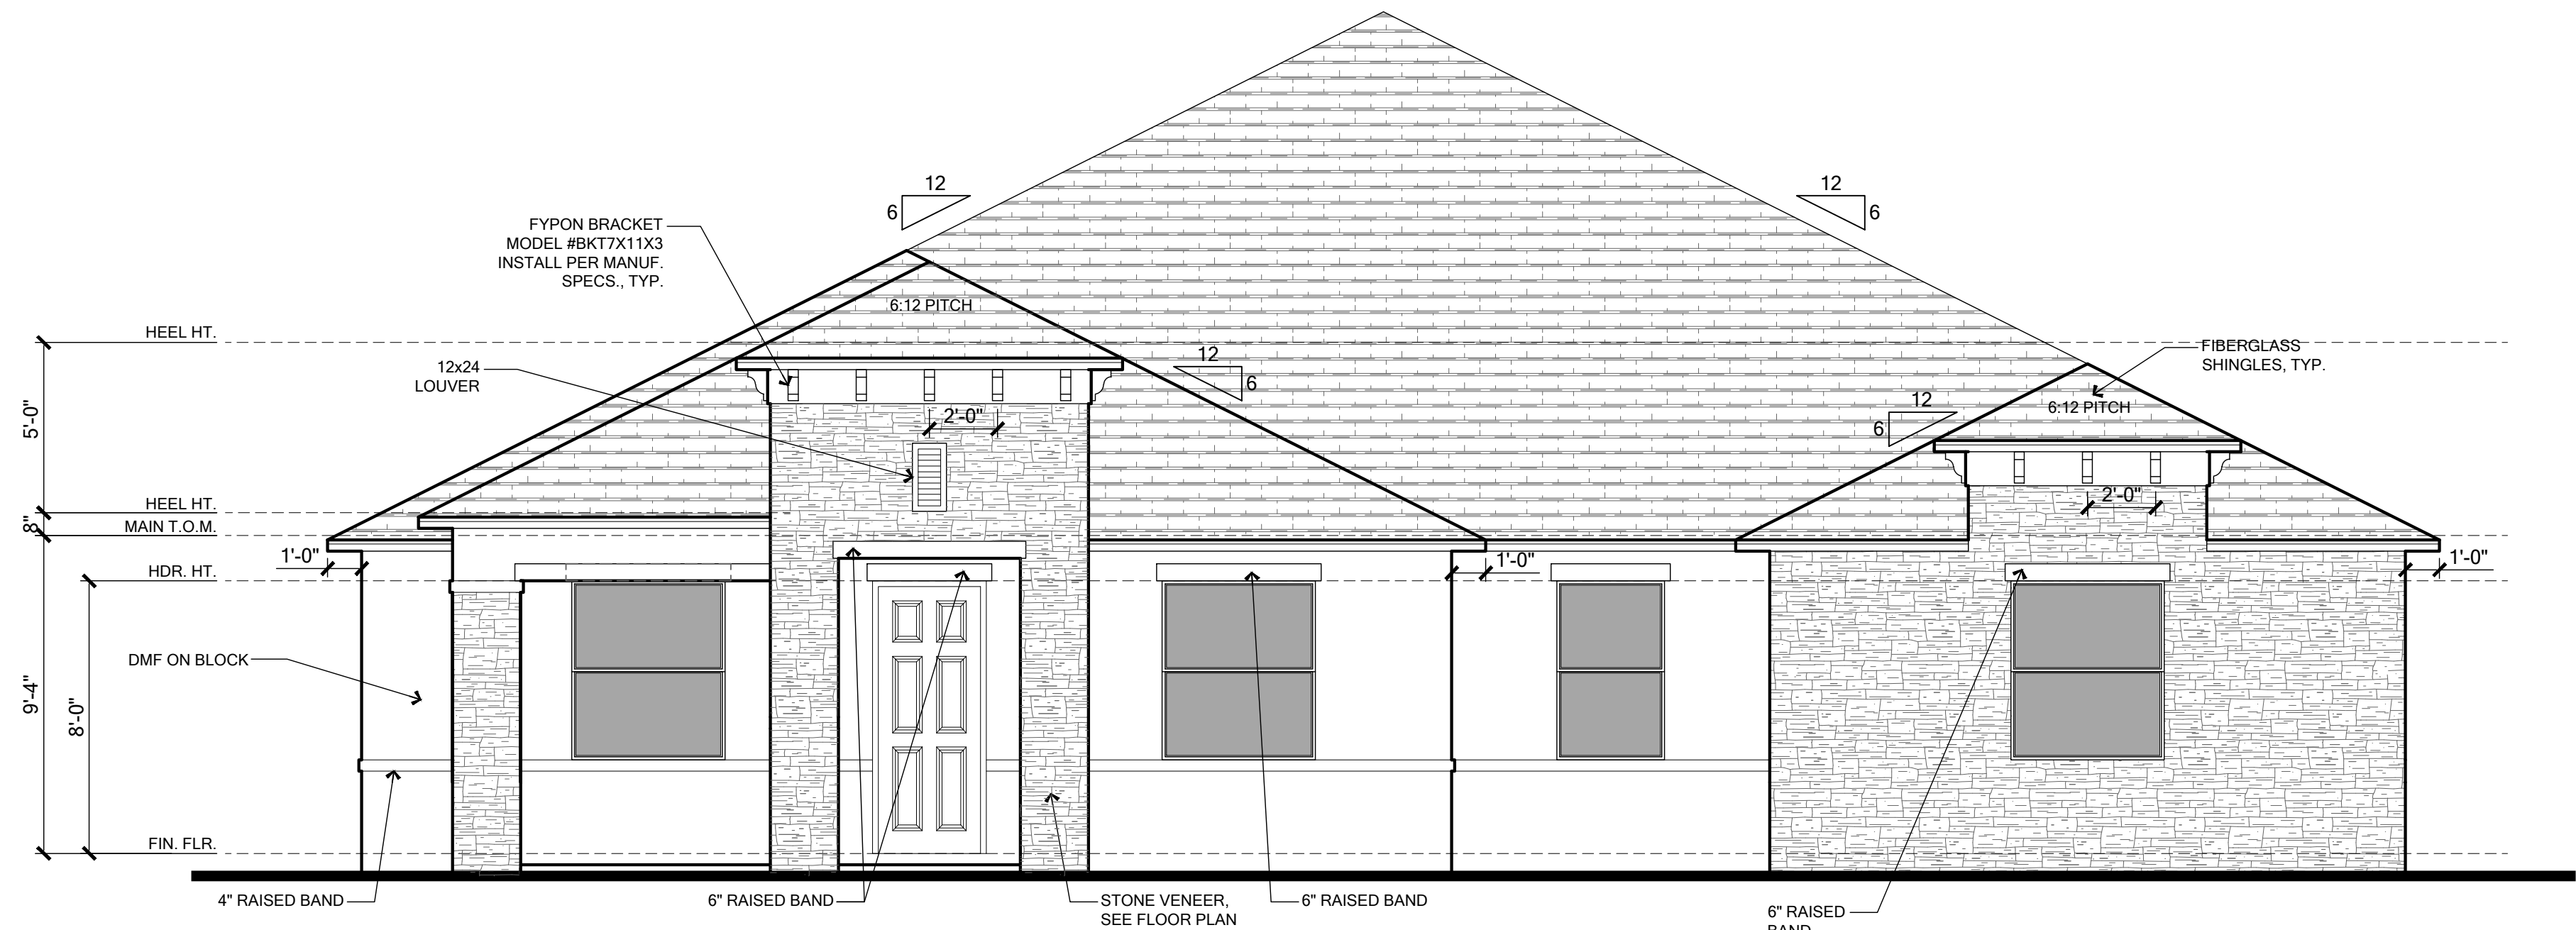 12
6
12
6
FYPON BRACKET
MODEL #BKT7X11X3
INSTALL PER MANUF.
SPECS., TYP.
6:12 PITCH
HEEL HT.
12x24
LOUVER
12
6
FIBERGLASS
SHINGLES, TYP.
12
6
6:12 PITCH
5'-0"
2'-0"
2'-0"
HEEL HT.
8"
MAIN T.O.M.
1'-0"
HDR. HT.
1'-0"
1'-0"
DMF ON BLOCK
9'-4"
8'-0"
FIN. FLR.
4" RAISED BAND
6" RAISED BAND
STONE VENEER,
SEE FLOOR PLAN
6" RAISED BAND
6" RAISED
BAND